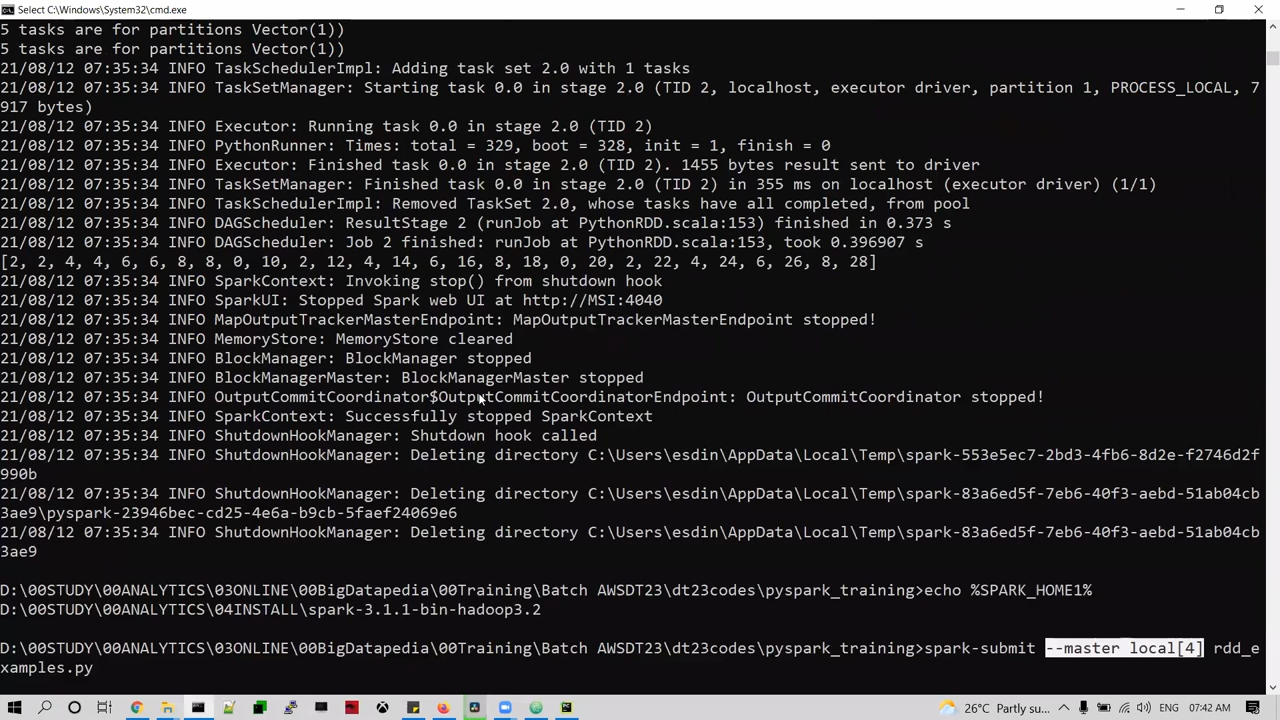 Select C:\Windows\System32\cmd.exe
5 tasks are for partitions Vector(1))
5 tasks are for partitions Vector(1))
21/08/12 07:35:34 INFO TaskSchedulerImpl: Adding task set 2.0 with 1 tasks
21/08/12 07:35:34 INFO TaskSetManager: Starting task 0.0 in stage 2.0 (TID 2, localhost, executor driver, partition 1, PROCESS_LOCAL, 7
917 bytes)
21/08/12 07:35:34 INFO Executor: Running task 0.0 in stage 2.0 (TID 2)
21/08/12 07:35:34 INFO PythonRunner: Times: total = 329, boot = 328, init = 1, finish = 0
21/08/12 07:35:34 INFO Executor: Finished task 0.0 in stage 2.0 (TID 2). 1455 bytes result sent to driver
21/08/12 07:35:34 INFO TaskSetManager: Finished task 0.0 in stage 2.0 (TID 2) in 355 ms on localhost (executor driver) (1/1)
21/08/12 07:35:34 INFO TaskSchedulerImpl: Removed TaskSet 2.0, whose tasks have all completed, from pool
21/08/12 07:35:34 INFO DAGScheduler: ResultStage 2 (runJob at PythonRDD.scala:153) finished in 0.373 s
21/08/12 07:35:34 INFO DAGScheduler: Job 2 finished: runJob at PythonRDD.scala:153, took 0.396907 s
[2, 2, 4, 4, 6, 6, 8, 8, 0, 10, 2, 12, 4, 14, 6, 16, 8, 18, 0, 20, 2, 22, 4, 24, 6, 26, 8, 28]
21/08/12 07:35:34 INFO SparkContext: Invoking stop() from shutdown hook
21/08/12 07:35:34 INFO SparkUI: Stopped Spark web UI at http://MSI:4040
21/08/12 07:35:34 INFO MapOutputTrackerMasterEndpoint: MapOutputTrackerMasterEndpoint stopped!
21/08/12 07:35:34 INFO MemoryStore: MemoryStore cleared
21/08/12 07:35:34 INFO BlockManager: BlockManager stopped
21/08/12 07:35:34 INFO BlockManagerMaster: BlockManagerMaster stopped
21/08/12 07:35:34 INFO OutputCommitCoordinator$OutputCommitCoordinatorEndpoint: OutputCommitCoordinator stopped!
21/08/12 07:35:34 INFO SparkContext: Successfully stopped SparkContext
21/08/12 07:35:34 INFO ShutdownHookManager: Shutdown hook called
21/08/12 07:35:34 INFO ShutdownHookManager: Deleting directory C:\Users\esdin\AppData\Local\Temp\spark-553e5ec7-2bd3-4fb6-8d2e-f2746d2f
990b
21/08/12 07:35:34 INFO ShutdownHookManager: Deleting directory C:\Users\esdin\AppData\Local\Temp\spark-83a6ed5f-7eb6-40f3-aebd-51ab04cb
3ae9\pyspark-23946bec-cd25-4e6a-b9cb-5faef24069e6
21/08/12 07:35:34 INFO ShutdownHookManager: Deleting directory C:\Users\esdin\AppData\Local\Temp\spark-83a6ed5f-7eb6-40f3-aebd-51ab04cb
3ae9
D:\00STUDY\00ANALYTICS\03ONLINE\00BigDatapedia\00Training\Batch AWSDT23\dt23codes\pyspark_training>echo %SPARK_HOME1%
D:\00STUDY\00ANALYTICS\04INSTALL\spark-3.1.1-bin-hadoop3.2
D:\00STUDY\00ANALYTICS\03ONLINE\00BigDatapedia\00Training\Batch AWSDT23\dt23codes\pyspark_training>spark-submit --master local[4] rdd_e
xamples.py
26°C Partly su... 07:42 AM